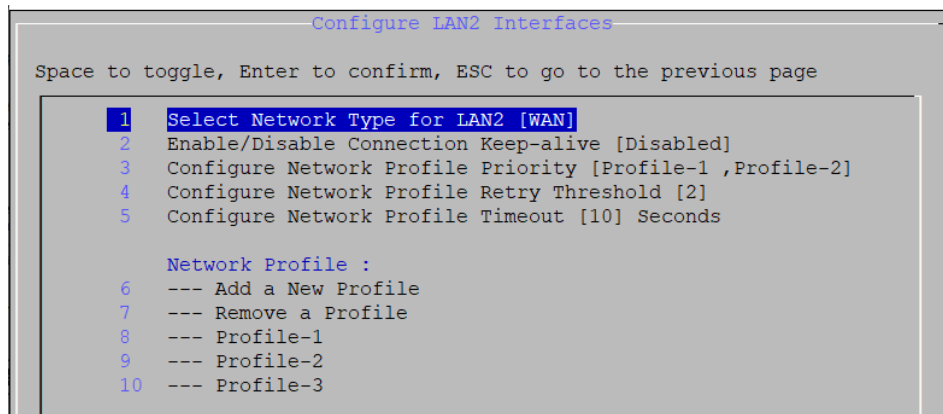 Configure LAN2 Interfaces
Space to toggle, Enter to confirm, ESC to go to the previous page
1 Select Network Type for LAN2 [WAN]
2 Enable/Disable Connection Keep-alive [Disabled]
3 Configure Network Profile Priority [Profile-1 ,Profile-2]
4 Configure Network Profile Retry Threshold [2]
5 Configure Network Profile Timeout [10] Seconds
Network Profile :
6 --- Add a New Profile
7 --- Remove a Profile
8 --- Profile-1
9 --- Profile-2
10 --- Profile-3